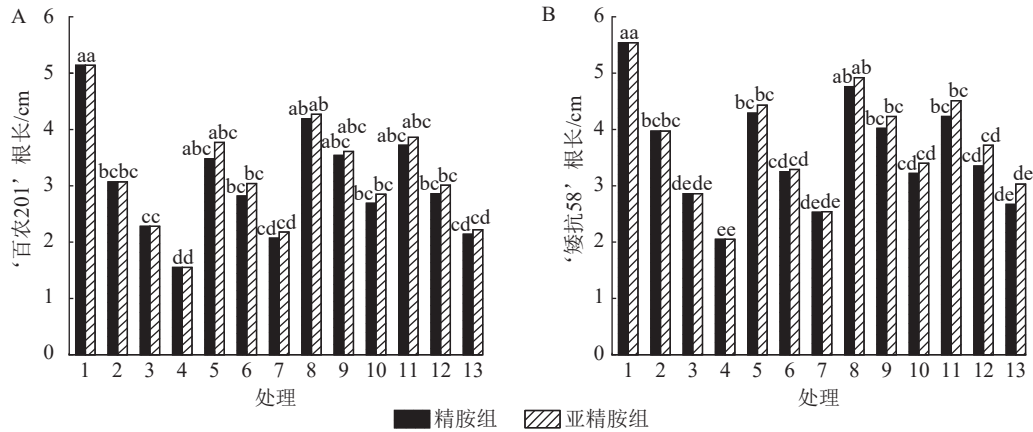 A
'百农201' 根长/cm
6
5
4
3
2
1
0
aa
bcbc
cc
dd
abc abc
bc bc
cd cd
ab ab
abc abc
bc bc
abc abc
bc bc
cd cd
1 2 3 4 5 6 7 8 9 10 11 12 13
处理
B
'矮抗58' 根长/cm
6
5
4
3
2
1
0
aa
bcbc
dede
ee
bc bc
cd cd
dede
ab ab
bc bc
cd cd
bc bc
cd cd
de de
1 2 3 4 5 6 7 8 9 10 11 12 13
处理
精胺组 亚精胺组